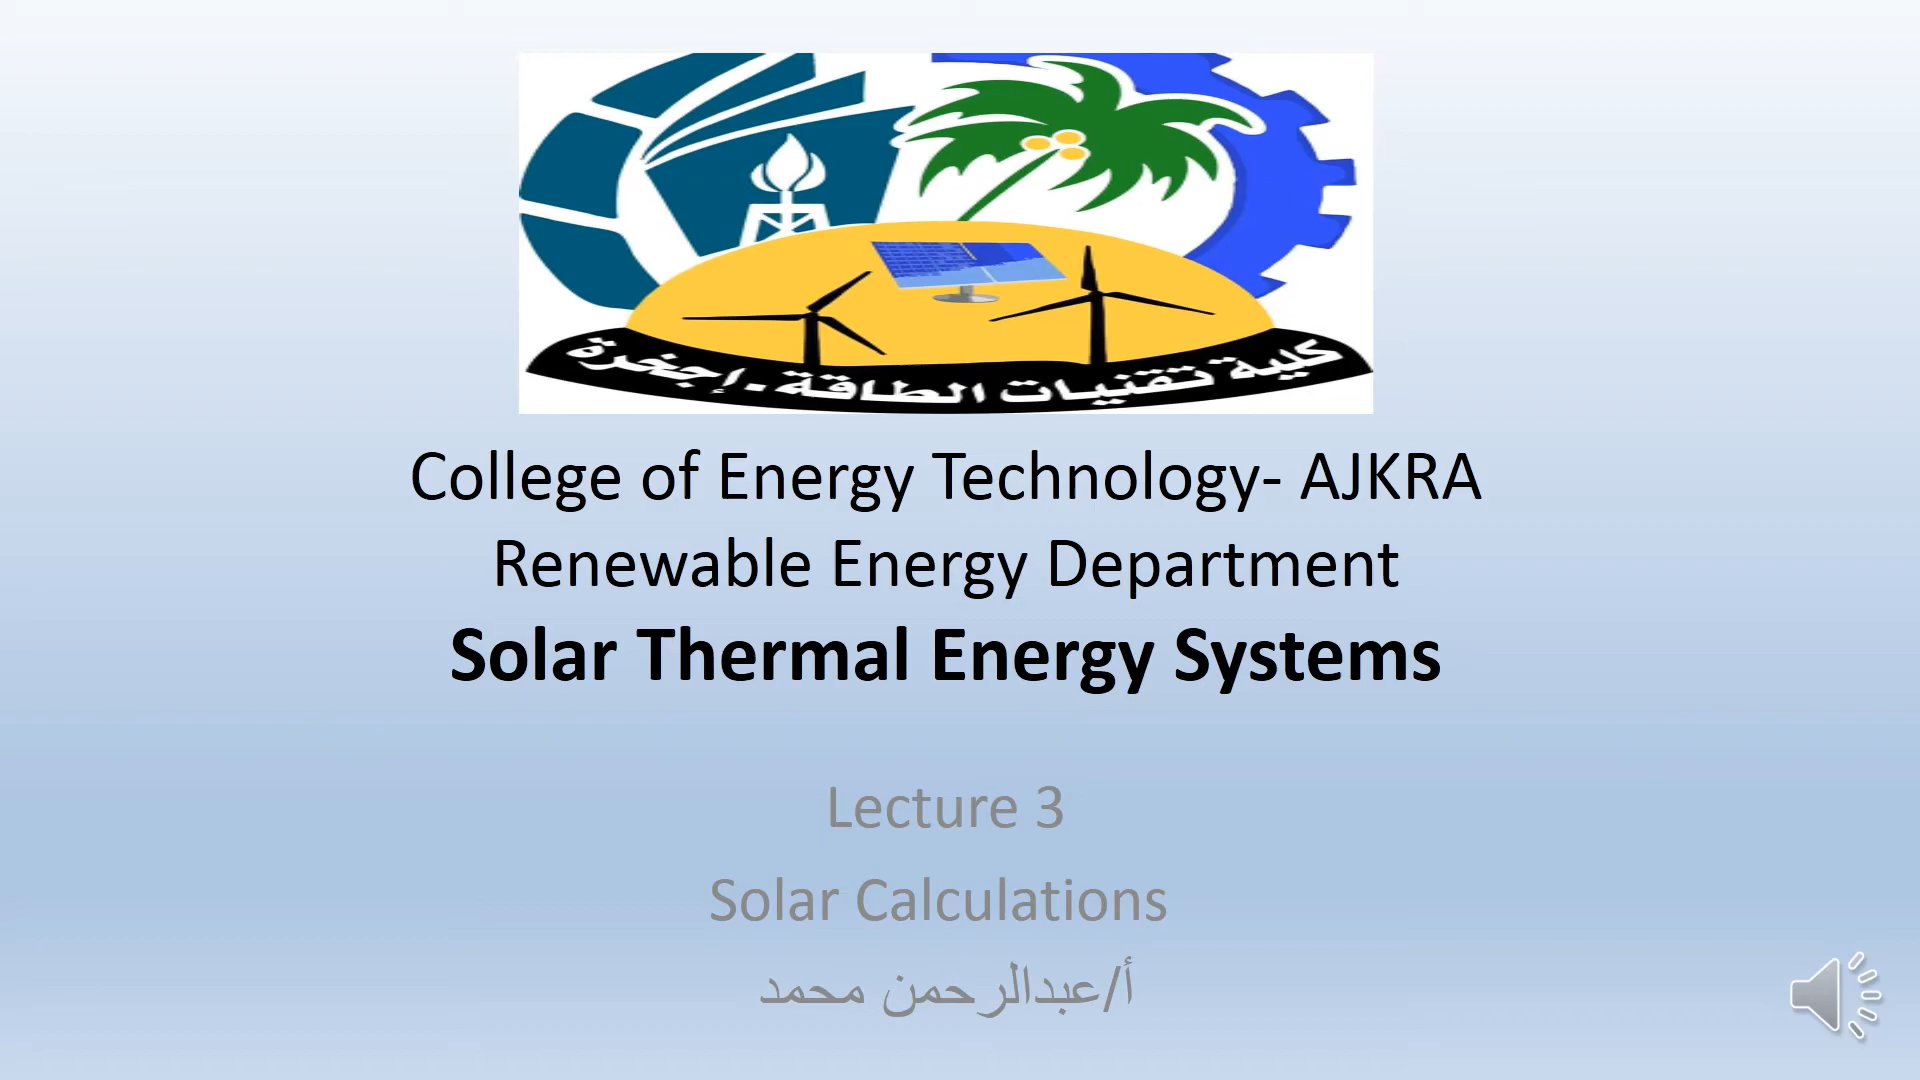 كلية تقنيات الطاقة - إجخرة
College of Energy Technology- AJKRA
Renewable Energy Department
Solar Thermal Energy Systems
Lecture 3
Solar Calculations
أ/عبدالرحمن محمد